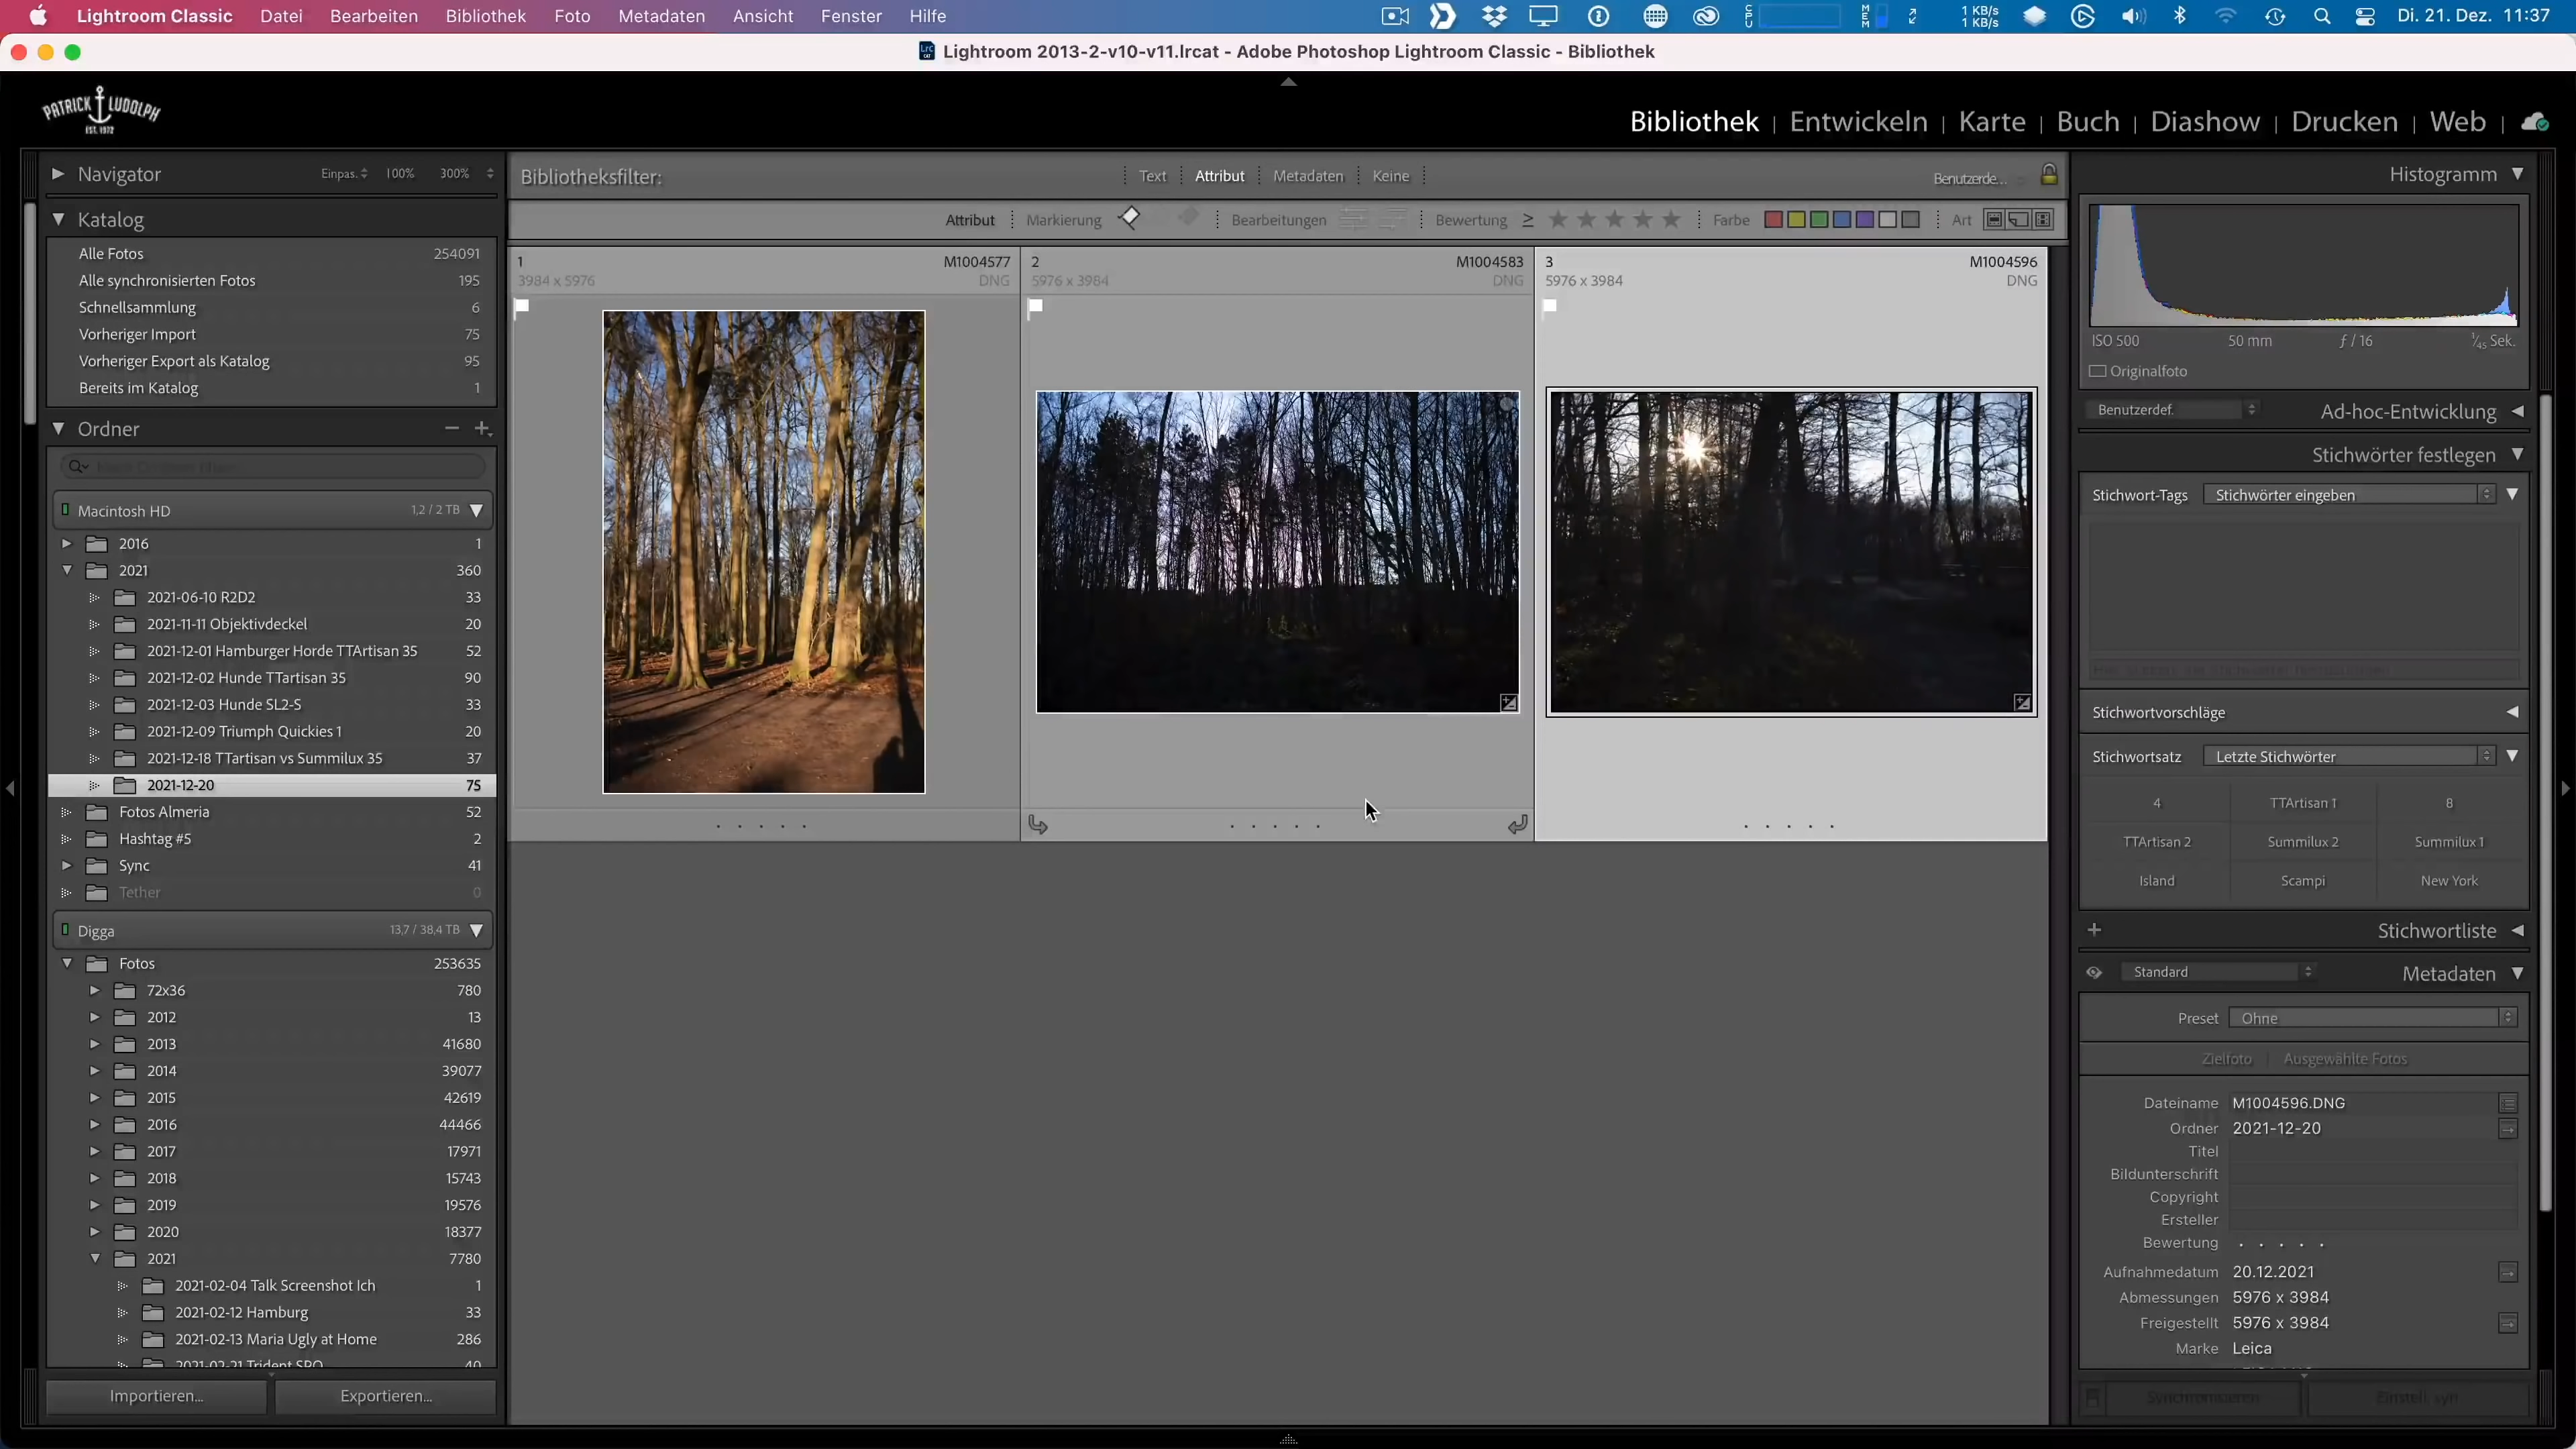 Lightroom Classic Datei Bearbeiten Bibliothek Foto Metadaten Ansicht Fenster Hilfe
CPU MEM 1 KB/s 1 KB/s Di. 21. Dez. 11:37
Lightroom 2013-2-v10-v11.lrcat - Adobe Photoshop Lightroom Classic - Bibliothek
PATRICK LUDOLPH
EST. 1972
Bibliothek | Entwickeln | Karte | Buch | Diashow | Drucken | Web |
Navigator Einpas. 100% 300%
Katalog
Alle Fotos 254091
Alle synchronisierten Fotos 195
Schnellsammlung 6
Vorheriger Import 75
Vorheriger Export als Katalog 95
Bereits im Katalog 1
Ordner
Macintosh HD 1,2 / 2 TB
2016 1
2021 360
2021-06-10 R2D2 33
2021-11-11 Objektivdeckel 20
2021-12-01 Hamburger Horde TTArtisan 35 52
2021-12-02 Hunde TTartisan 35 90
2021-12-03 Hunde SL2-S 33
2021-12-09 Triumph Quickies 1 20
2021-12-18 TTartisan vs Summilux 35 37
2021-12-20 75
Fotos Almeria 52
Hashtag #5 2
Sync 41
Tether 0
Digga 13,7 / 38,4 TB
Fotos 253635
72x36 780
2012 13
2013 41680
2014 39077
2015 42619
2016 44466
2017 17971
2018 15743
2019 19576
2020 18377
2021 7780
2021-02-04 Talk Screenshot Ich 1
2021-02-12 Hamburg 33
2021-02-13 Maria Ugly at Home 286
2021-02-21 Trident SPO 40
Importieren... Exportieren...
Bibliotheksfilter: Text Attribut Metadaten Keine Benutzerde...
Attribut Markierung Bearbeitungen Bewertung ≥ ★ ★ ★ ★ ★ Farbe Art
1 M1004577
3984 x 5976 DNG
2 M1004583
5976 x 3984 DNG
3 M1004596
5976 x 3984 DNG
Histogramm
ISO 500 50 mm ƒ / 16 1/45 Sek.
Originalfoto
Benutzerdef. Ad-hoc-Entwicklung
Stichwörter festlegen
Stichwort-Tags Stichwörter eingeben
Stichwortvorschläge
Stichwortsatz Letzte Stichwörter
4 TTArtisan 1 8
TTArtisan 2 Summilux 2 Summilux 1
Island Scampi New York
Stichwortliste
Standard Metadaten
Preset Ohne
Zielfoto Ausgewählte Fotos
Dateiname M1004596.DNG
Ordner 2021-12-20
Titel
Bildunterschrift
Copyright
Ersteller
Bewertung
Aufnahmedatum 20.12.2021
Abmessungen 5976 x 3984
Freigestellt 5976 x 3984
Marke Leica
Synchronisieren